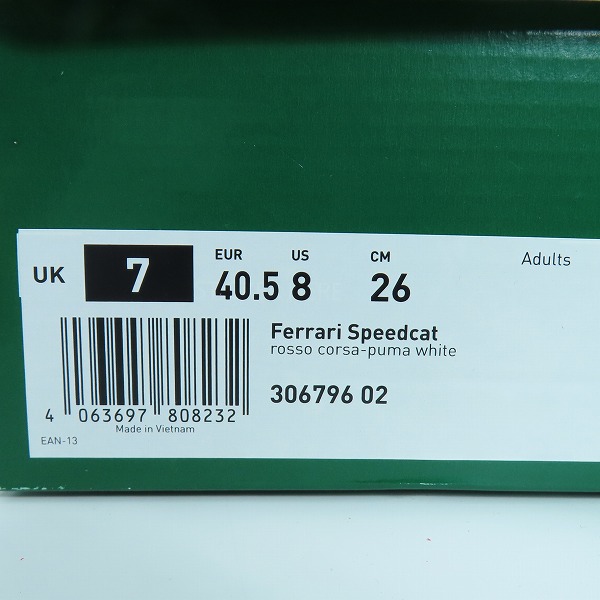 UK 7
EUR 40.5
US 8
CM 26
Adults
Ferrari Speedcat
rosso corsa-puma white
306796 02
4 063697 808232
Made in Vietnam
EAN-13